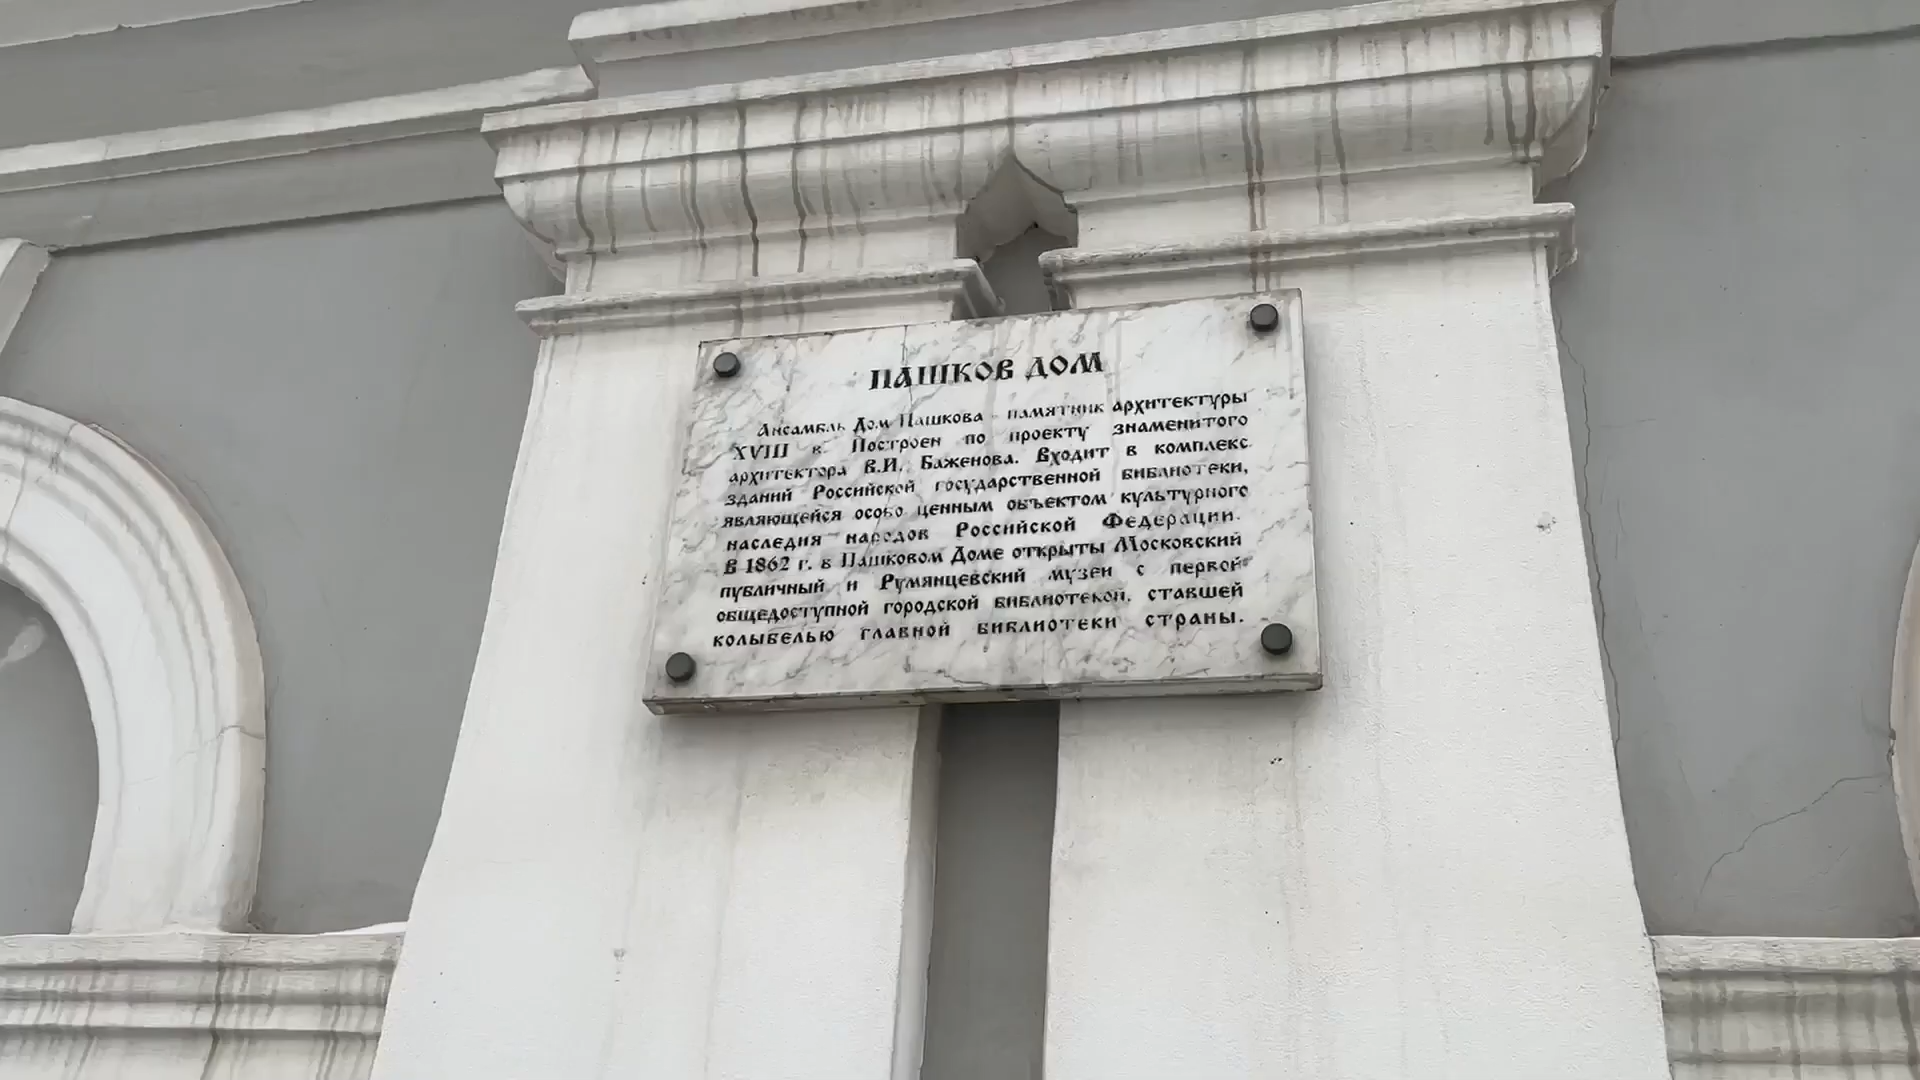 ПАШКОВ ДОМ
Ансамбль Дом Пашкова - памятник архитектуры
XVIII в. Построен по проекту знаменитого
архитектора В.И. Баженова. Входит в комплекс
зданий Российской государственной библиотеки,
являющейся особо ценным объектом культурного
наследия народов Российской Федерации.
В 1862 г. в Пашковом Доме открыты Московский
публичный и Румянцевский музеи с первой
общедоступной городской библиотекой, ставшей
колыбелью главной библиотеки страны.